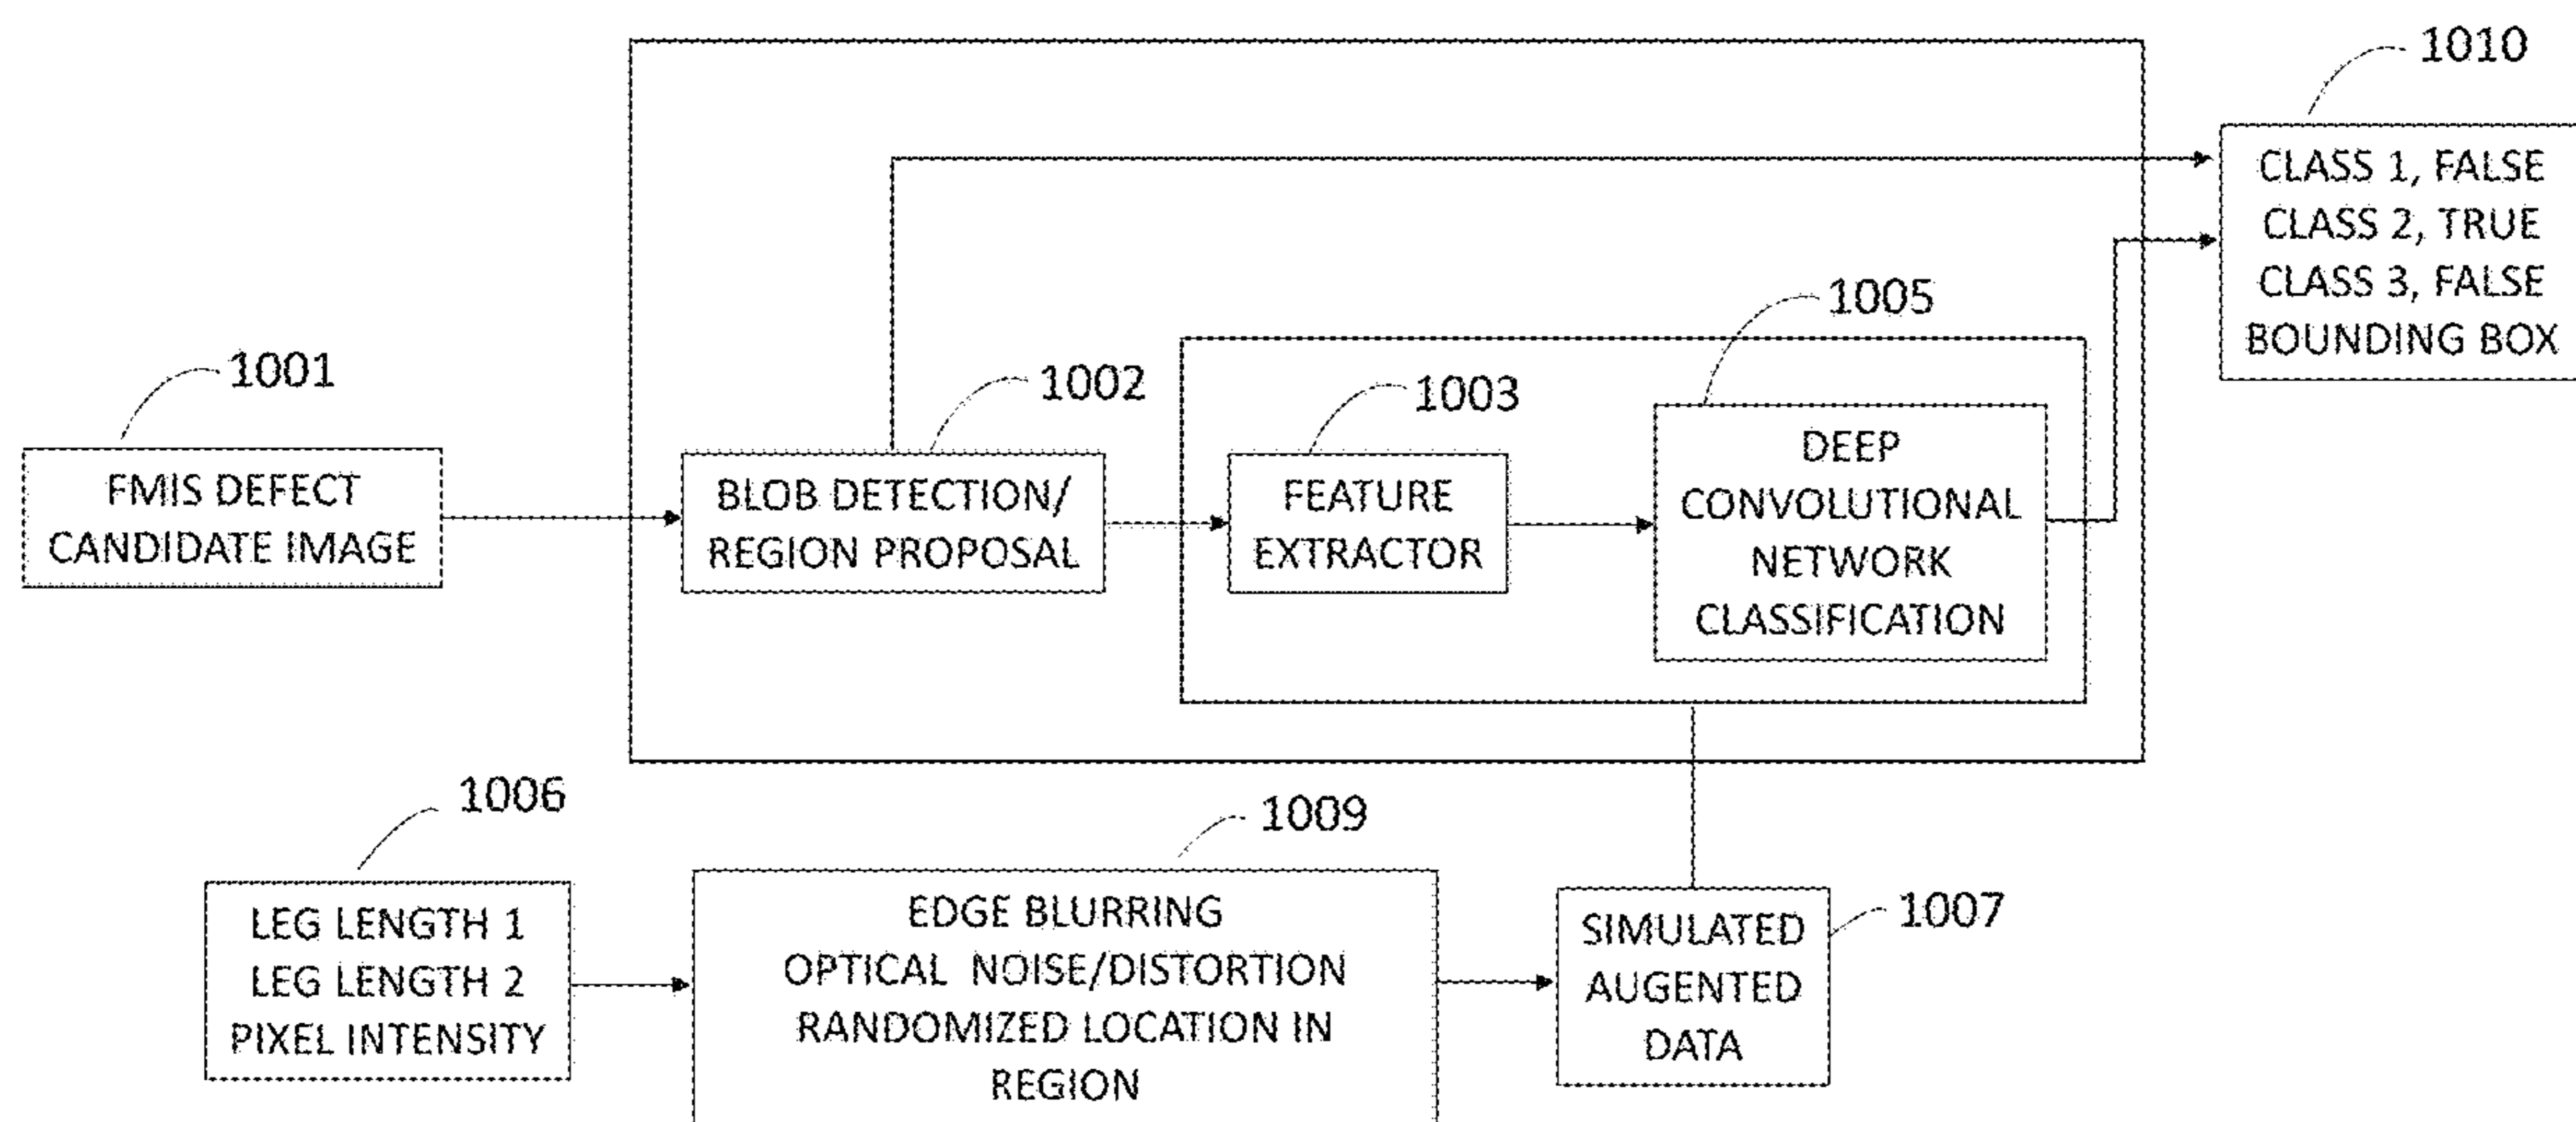 1010
CLASS 1, FALSE
CLASS 2, TRUE
CLASS 3, FALSE
BOUNDING BOX
1005
1001
1002
1003
FMIS DEFECT
CANDIDATE IMAGE
BLOB DETECTION/
REGION PROPOSAL
FEATURE
EXTRACTOR
DEEP
CONVOLUTIONAL
NETWORK
CLASSIFICATION
1006
1009
1007
LEG LENGTH 1
LEG LENGTH 2
PIXEL INTENSITY
EDGE BLURRING
OPTICAL NOISE/DISTORTION
RANDOMIZED LOCATION IN
REGION
SIMULATED
AUGENTED
DATA